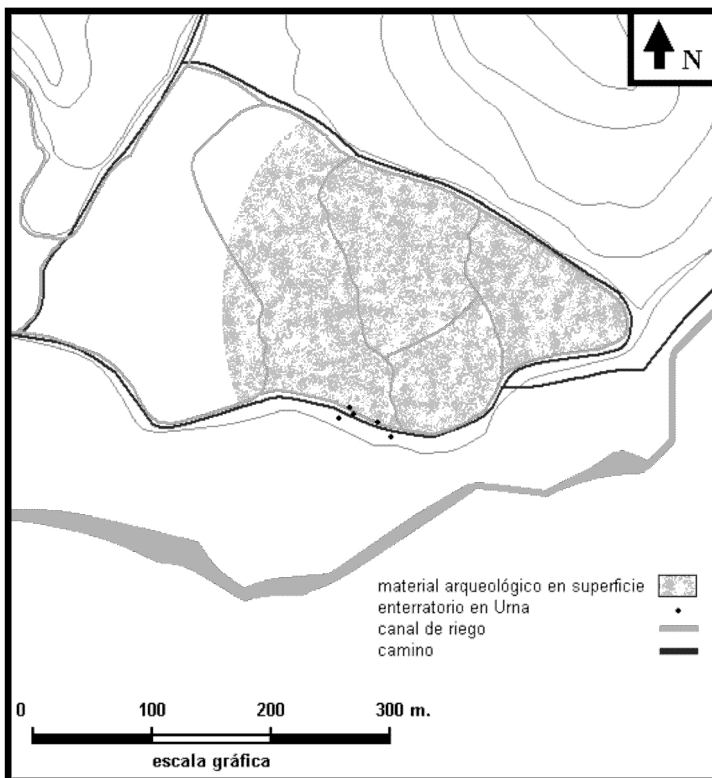 N
material arqueológico en superficie
enterratorio en Urna
canal de riego
camino
0 100 200 300 m.
escala gráfica